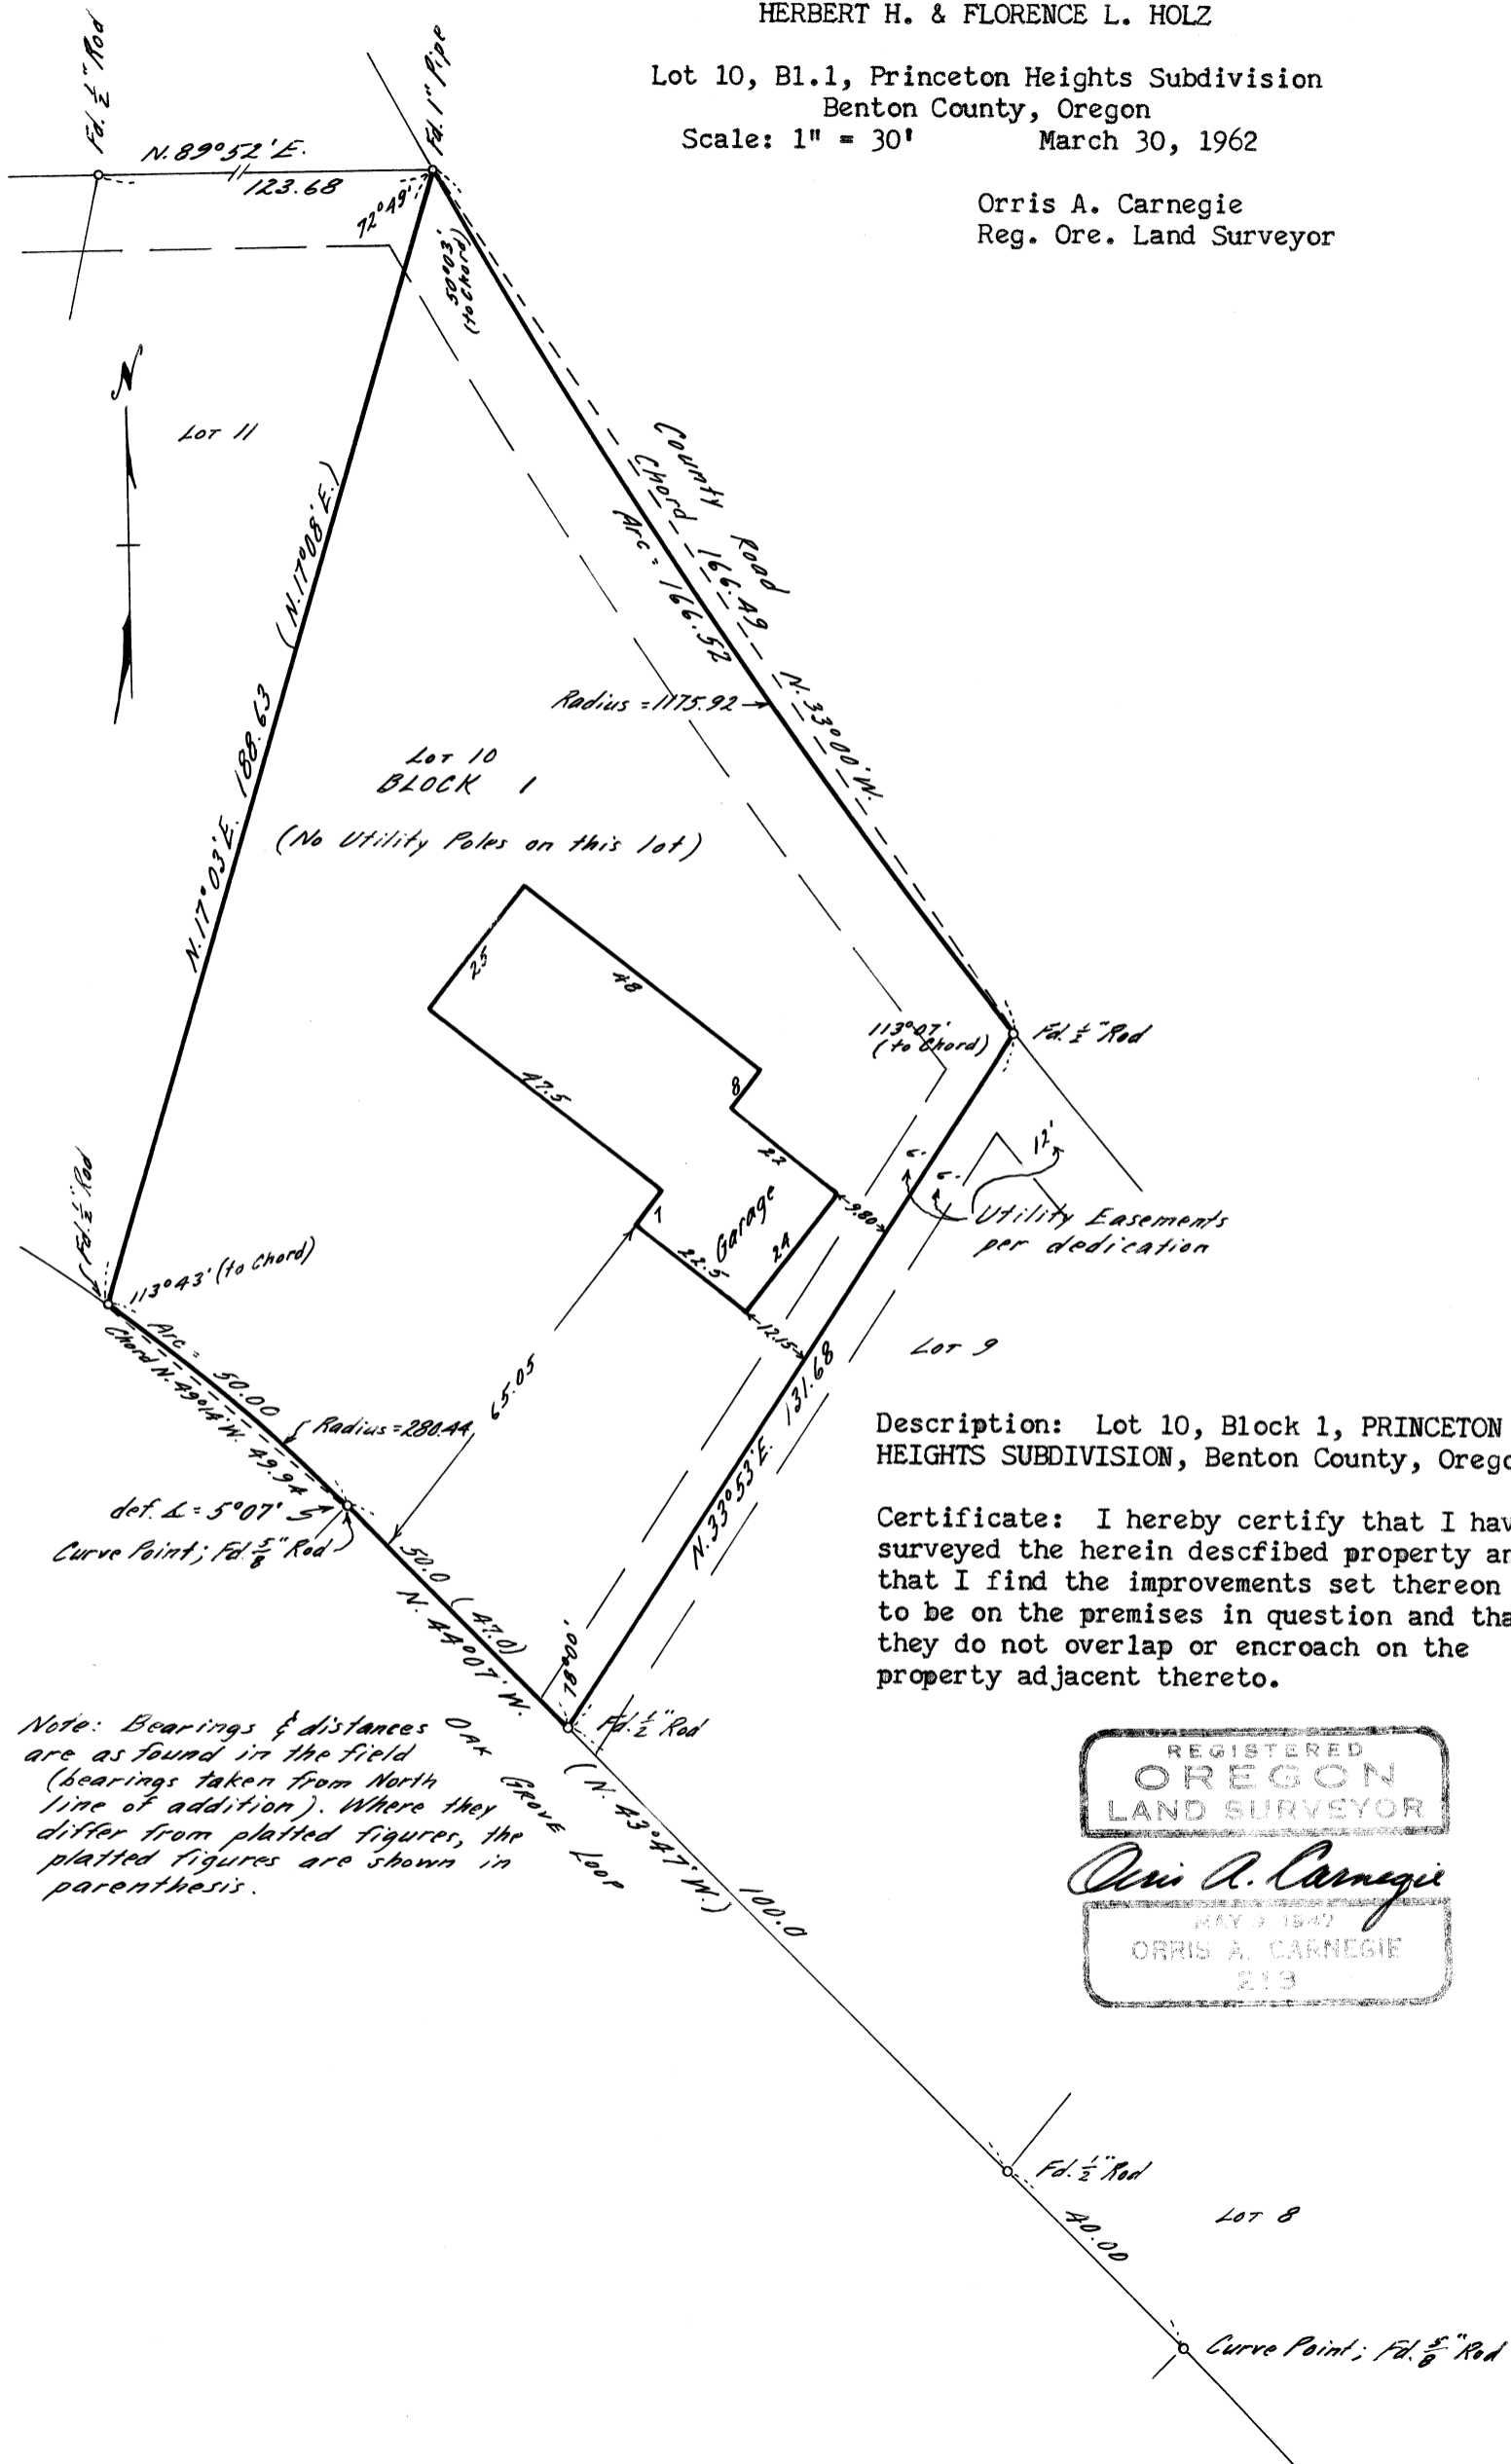 HERBERT H. & FLORENCE L. HOLZ
Lot 10, Bl.1, Princeton Heights Subdivision
Benton County, Oregon
Scale: 1" = 30' March 30, 1962
Orris A. Carnegie
Reg. Ore. Land Surveyor
Fd. 1/2" Rod
N. 89°52' E.
123.68
Fd. 1" Pipe
72°49'
50°03'
(to Chord)
N
LOT 11
County Road
Chord 166.49 N. 33°00' W.
Arc = 166.52
N. 17°03' E. 188.63 (N. 17°08' E.)
Radius = 1175.92
LOT 10
BLOCK 1
(No Utility Poles on this lot)
25
48
47.5
8
22
113°07'
(to Chord)
Fd. 1/2" Rod
12'
6'
6'
9.80
Utility Easements
per dedication
7
Garage
24
22.5
12.15
Fd. 1/2" Rod
113°43' (to Chord)
Arc = 50.00
Chord N. 49°14' W. 49.94
Radius = 280.44
65.05
LOT 9
N. 33°53' E. 131.68
def. ∠ = 5°07'
Curve Point; Fd. 5/8" Rod
50.0 (47.0)
N. 44°07' W.
78°00'
Fd. 1/2" Rod
Description: Lot 10, Block 1, PRINCETON
HEIGHTS SUBDIVISION, Benton County, Orego
Certificate: I hereby certify that I hav
surveyed the herein descfibed property an
that I find the improvements set thereon
to be on the premises in question and tha
they do not overlap or encroach on the
property adjacent thereto.
Note: Bearings & distances
are as found in the field
(bearings taken from North
line of addition). Where they
differ from platted figures, the
platted figures are shown in
parenthesis.
OAK GROVE LOOP
(N. 43°47' W.)
100.0
REGISTERED
OREGON
LAND SURVEYOR
Orris A. Carnegie
MAY 1947
ORRIS A. CARNEGIE
213
Fd. 1/2" Rod
LOT 8
40.00
Curve Point; Fd. 5/8" Rod